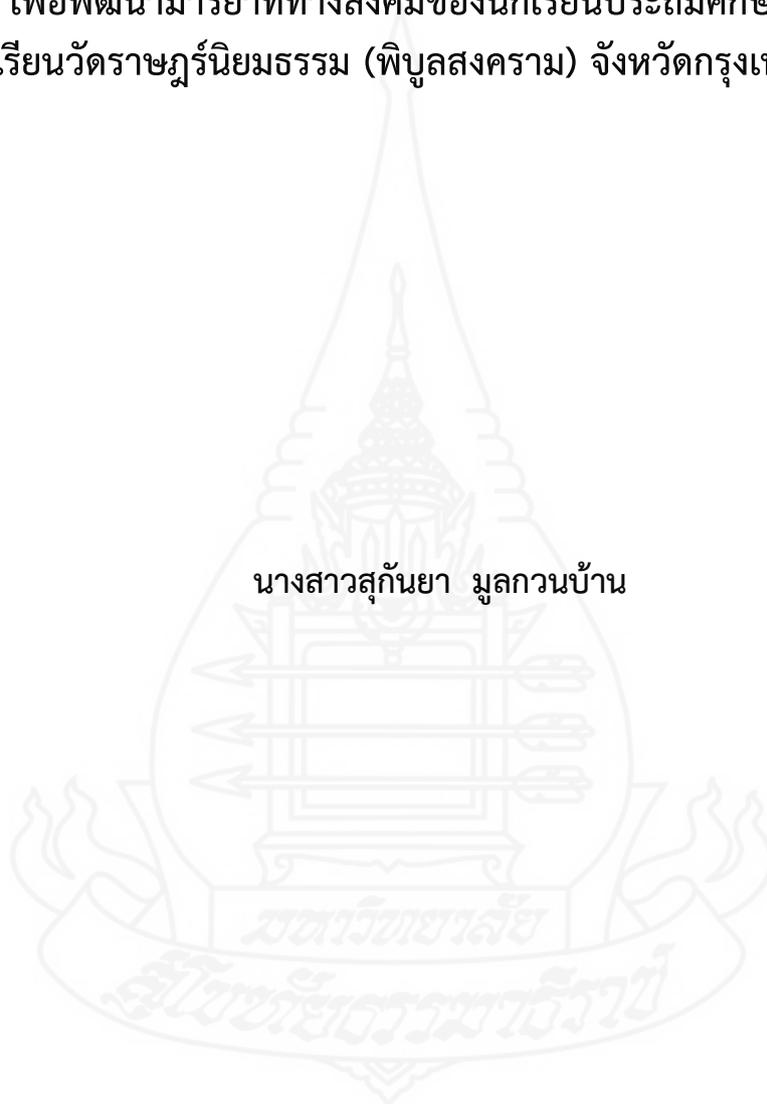 เพื่อพัฒนามารยาททางสังคมของนักเรียนประถมศึกษ
เรียนวัดราษฎร์นิยมธรรม (พิบูลสงคราม) จังหวัดกรุงเท
นางสาวสุกันยา มูลกวนบ้าน
มหาวิทยาลัย
สุโขทัยธรรมาธิราช